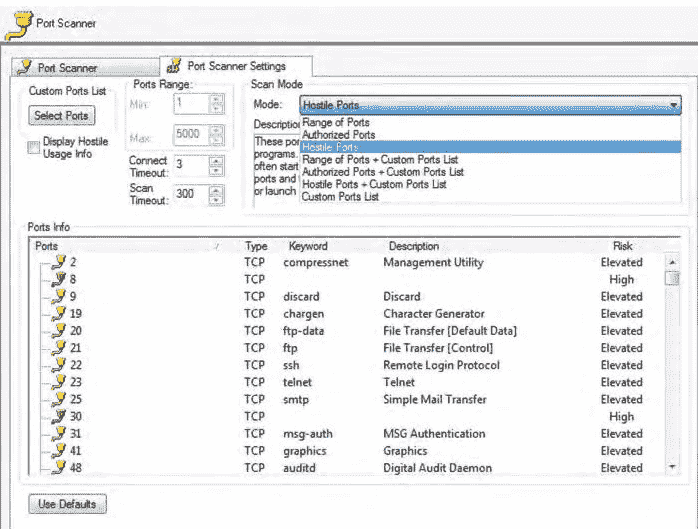 Port Scanner
Port Scanner
Port Scanner Settings
Custom Ports List
Select Ports
Display Hostile
Usage Info
Ports Range:
Min:
1
Max:
5000
Connect
Timeout:
3
Scan
Timeout:
300
Scan Mode
Mode:
Hostile Ports
Range of Ports
Authorized Ports
Hostile Ports
Range of Ports + Custom Ports List
Authorized Ports + Custom Ports List
Hostile Ports + Custom Ports List
Custom Ports List
Description
These por
programs.
often start
ports and
or launch
Ports Info
Ports Type Keyword Description Risk
2 TCP compressnet Management Utility Elevated
8 TCP High
9 TCP discard Discard Elevated
19 TCP chargen Character Generator Elevated
20 TCP ftp-data File Transfer [Default Data] Elevated
21 TCP ftp File Transfer [Control] Elevated
22 TCP ssh Remote Login Protocol Elevated
23 TCP telnet Telnet Elevated
25 TCP smtp Simple Mail Transfer Elevated
30 TCP High
31 TCP msg-auth MSG Authentication Elevated
41 TCP graphics Graphics Elevated
48 TCP auditd Digital Audit Daemon Elevated
Use Defaults